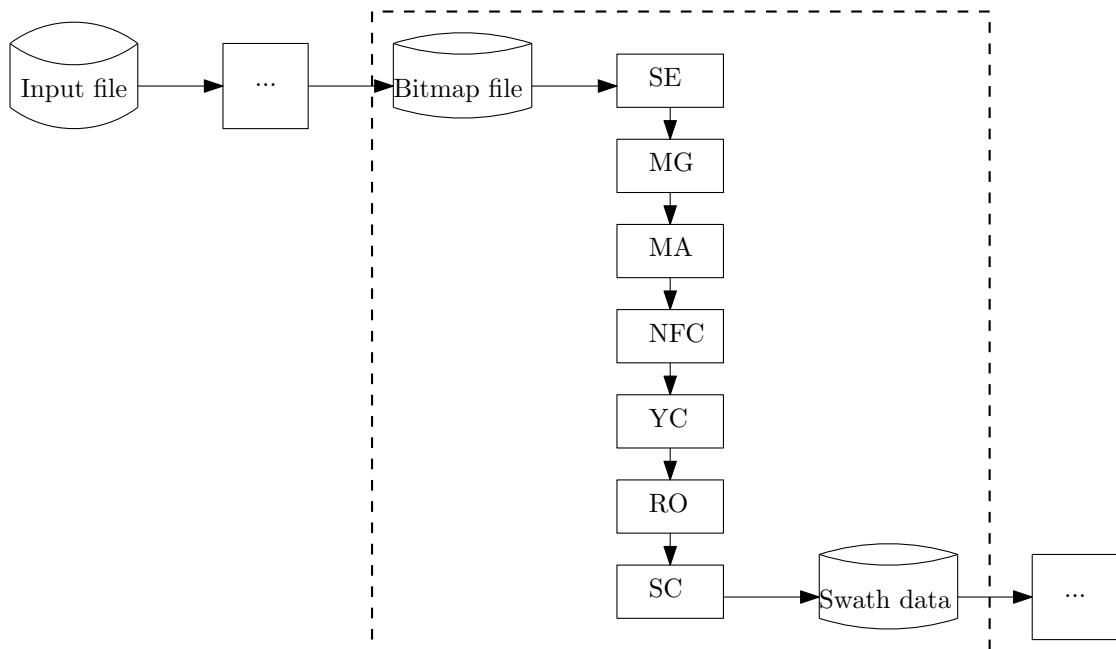 Input file
...
Bitmap file
SE
MG
MA
NFC
YC
RO
SC
Swath data
...